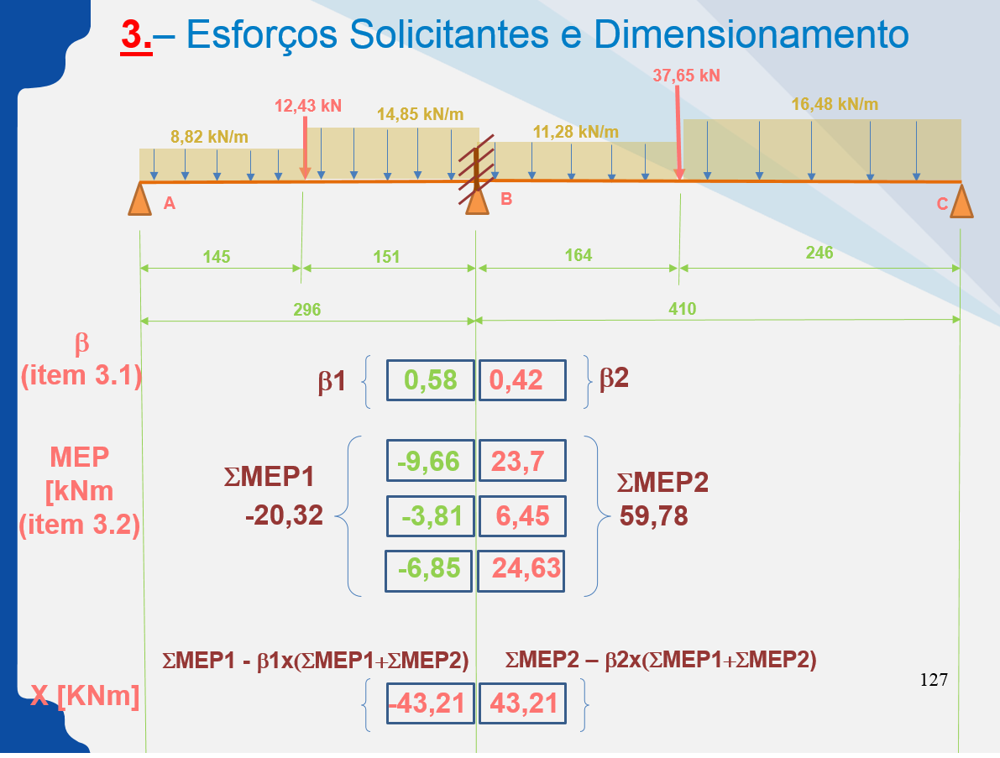 3.– Esforços Solicitantes e Dimensionamento
37,65 kN
12,43 kN
14,85 kN/m
16,48 kN/m
8,82 kN/m
11,28 kN/m
A
B
C
145
151
164
246
296
410
β
(item 3.1)
β1
0,58
0,42
β2
MEP
[kNm
(item 3.2)
ΣMEP1
-20,32
-9,66
23,7
-3,81
6,45
-6,85
24,63
ΣMEP2
59,78
ΣMEP1 - β1x(ΣMEP1+ΣMEP2)
ΣMEP2 – β2x(ΣMEP1+ΣMEP2)
X [KNm]
-43,21
43,21
127